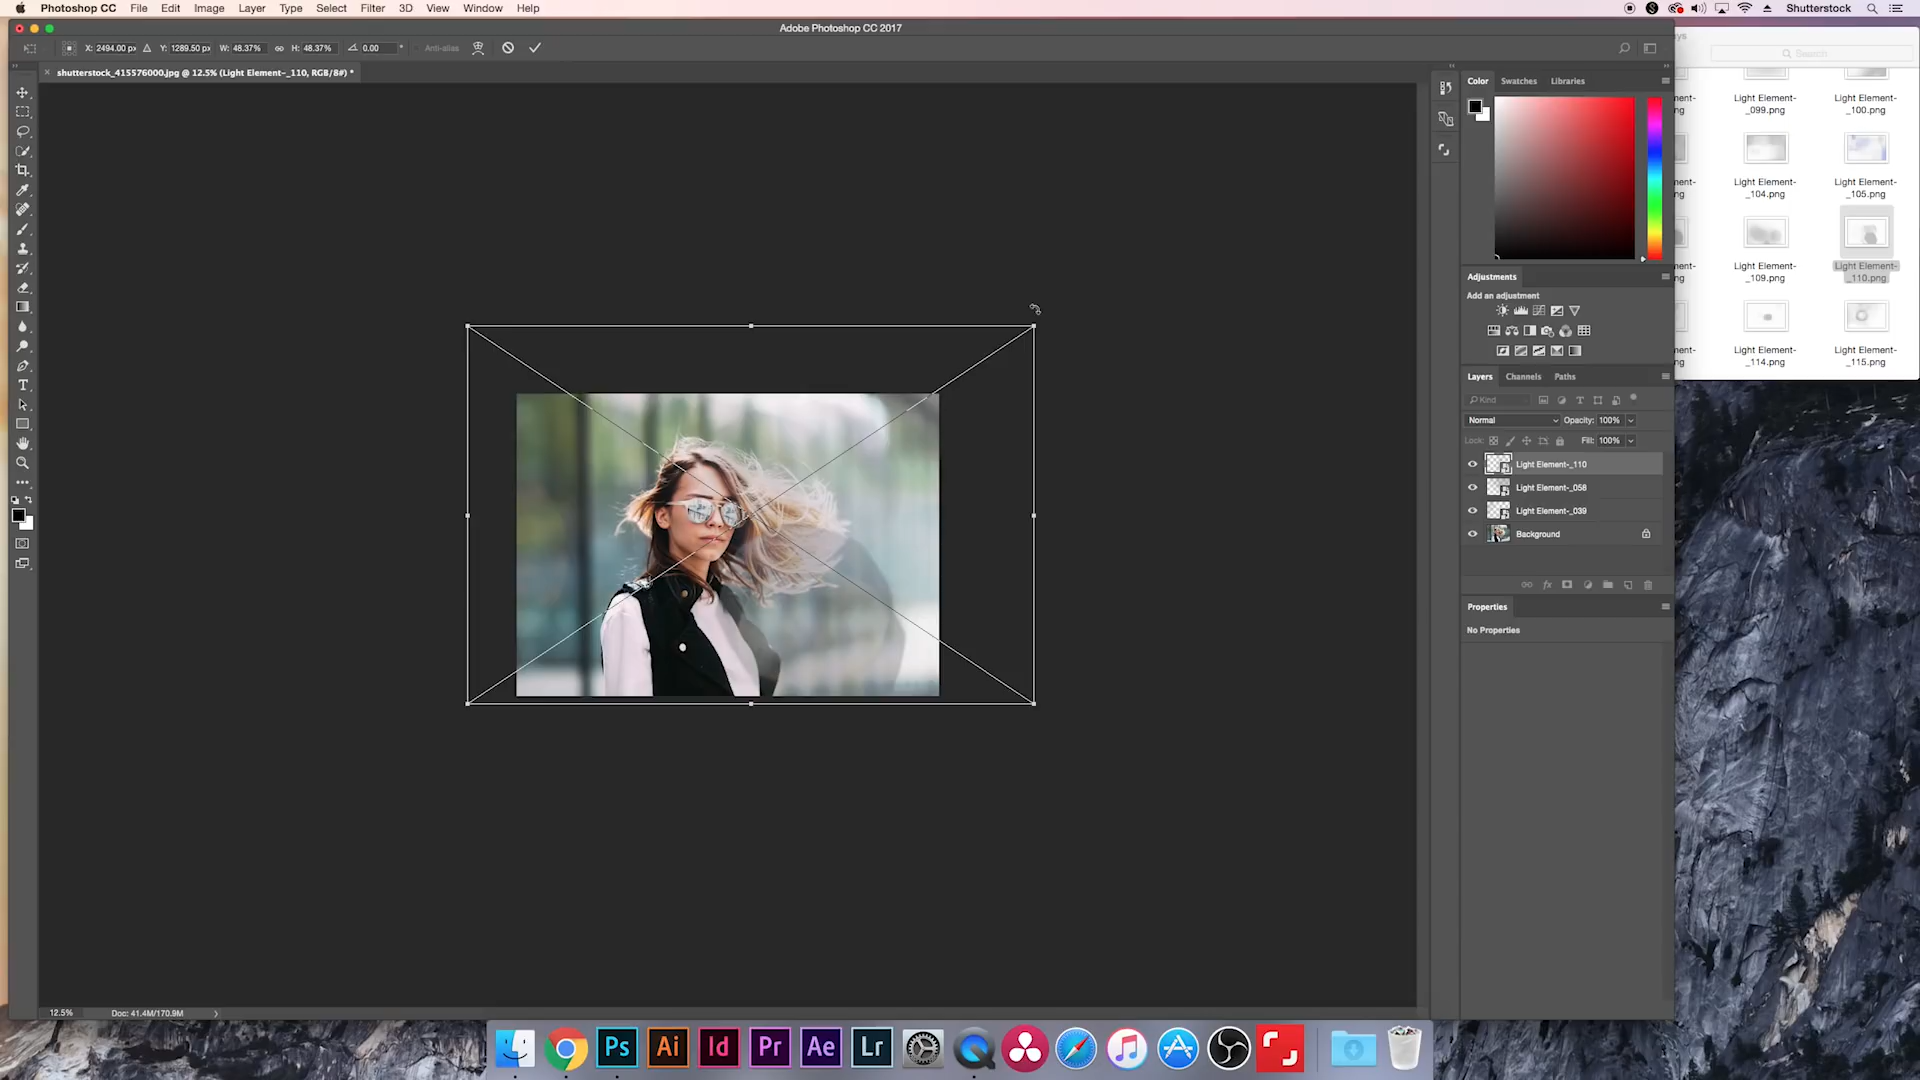 Photoshop CC File Edit Image Layer Type Select Filter 3D View Window Help Shutterstock
Adobe Photoshop CC 2017
X: 2494.00 px Y: 1289.50 px W: 48.37% H: 48.37% 0.00 ° Anti-alias
shutterstock_415576000.jpg @ 12.5% (Light Element-_110, RGB/8#) *
Search
Color Swatches Libraries
Light Element-_099.png
Light Element-_100.png
Light Element-_104.png
Light Element-_105.png
Light Element-_109.png
Light Element-_110.png
Light Element-_114.png
Light Element-_115.png
Adjustments
Add an adjustment
Layers Channels Paths
Kind
Normal Opacity: 100%
Lock: Fill: 100%
Light Element-_110
Light Element-_058
Light Element-_039
Background
Properties
No Properties
12.5% Doc: 41.4M/170.9M
Ps Ai Id Pr Ae Lr